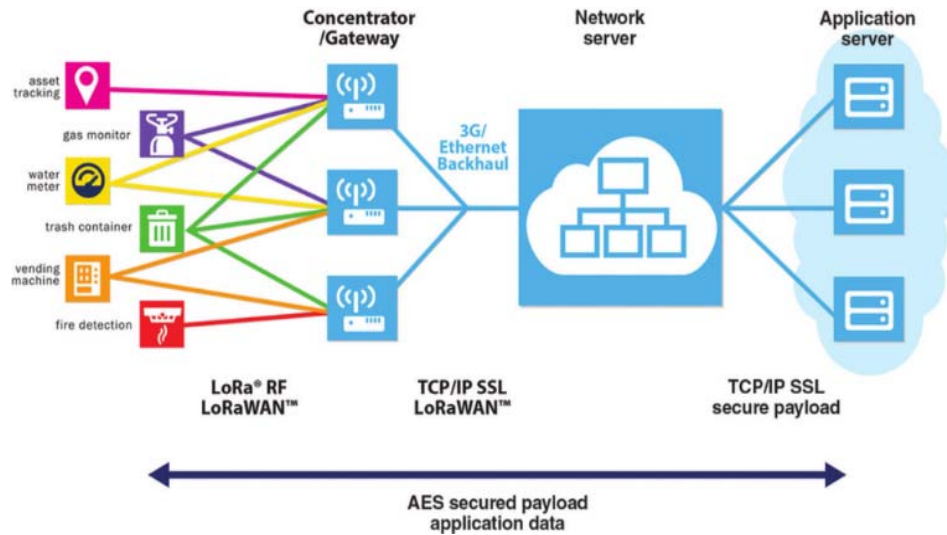 Concentrator
/Gateway
Network
server
Application
server
asset
tracking
gas monitor
water
meter
trash container
vending
machine
fire detection
3G/
Ethernet
Backhaul
LoRa® RF
LoRaWAN™
TCP/IP SSL
LoRaWAN™
TCP/IP SSL
secure payload
AES secured payload
application data